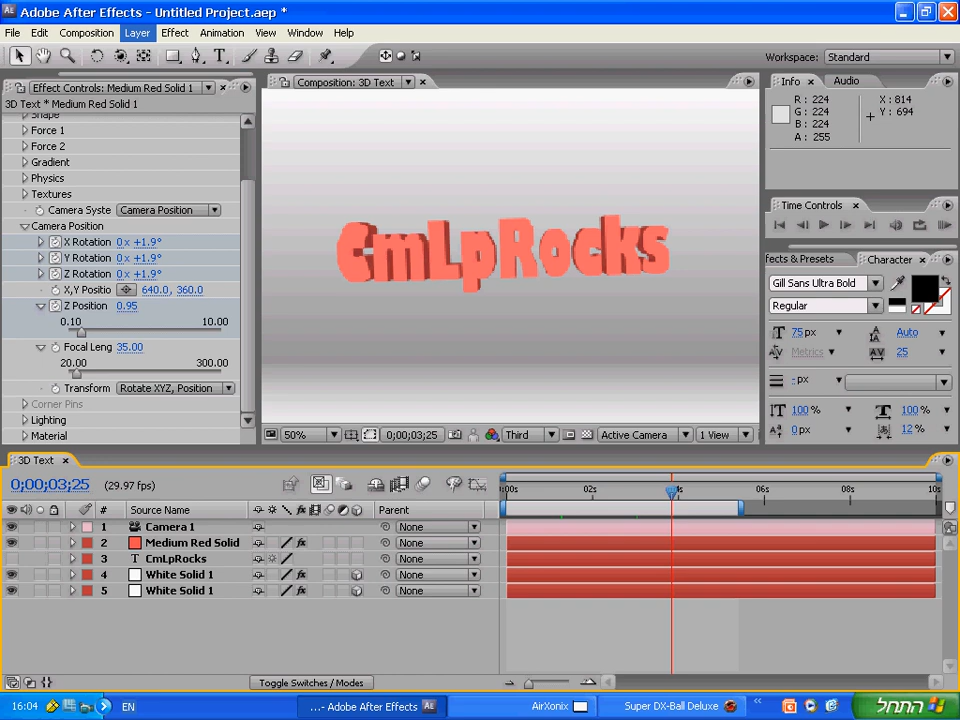 Adobe After Effects - Untitled Project.aep *
File Edit Composition Layer Effect Animation View Window Help
Workspace: Standard
Effect Controls: Medium Red Solid 1
3D Text * Medium Red Solid 1
Shape
Force 1
Force 2
Gradient
Physics
Textures
Camera Syste Camera Position
Camera Position
X Rotation 0 x +1.9°
Y Rotation 0 x +1.9°
Z Rotation 0 x +1.9°
X,Y Positio 640.0, 360.0
Z Position 0.95
0.10 10.00
Focal Leng 35.00
20.00 300.00
Transform Rotate XYZ, Position
Corner Pins
Lighting
Material
Composition: 3D Text
CmLpRocks
50% 0;00;03;25 Third Active Camera 1 View
Info Audio
R : 224
G : 224
B : 224
A : 255
X : 814
Y : 694
Time Controls
ffects & Presets Character
Gill Sans Ultra Bold
Regular
75 px Auto
Metrics 25
- px
100 % 100 %
0 px 12 %
3D Text
0;00;03;25 (29.97 fps)
:00s 02s 4s 06s 08s 10s
# Source Name Parent
1 Camera 1 None
2 Medium Red Solid None
3 T CmLpRocks None
4 White Solid 1 None
5 White Solid 1 None
Toggle Switches / Modes
16:04 EN ...- Adobe After Effects AirXonix Super DX-Ball Deluxe התחל